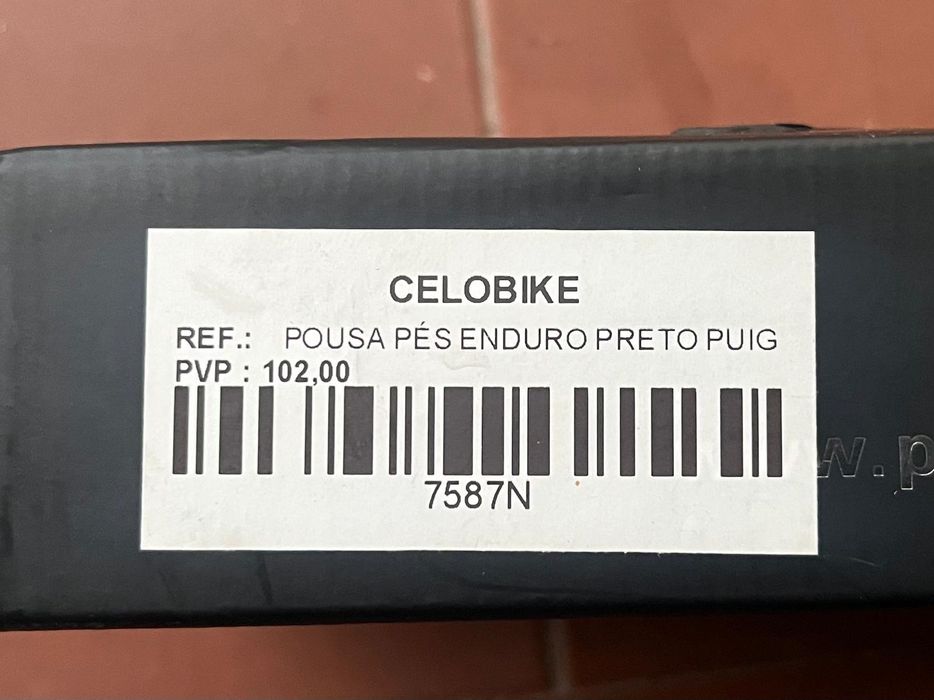 CELOBIKE
REF.: POUSA PÉS ENDURO PRETO PUIG
PVP : 102,00
7587N
w.p